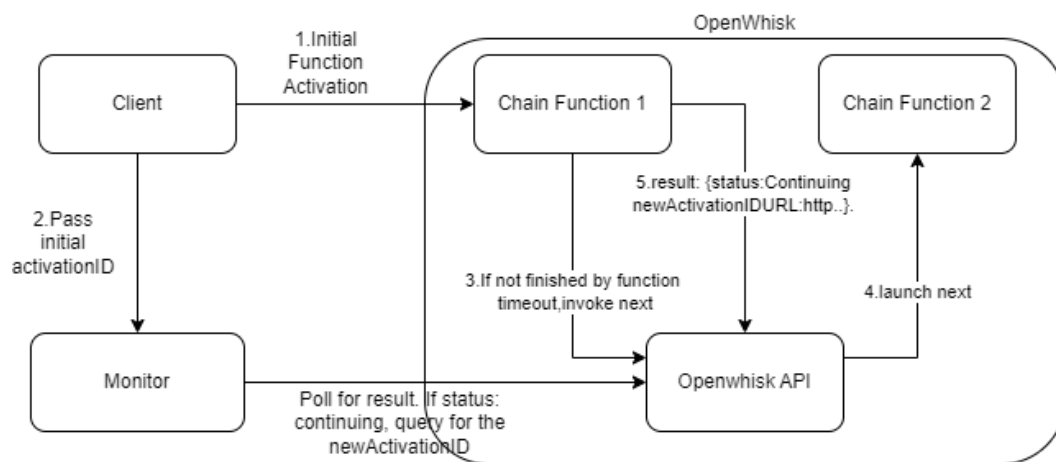 OpenWhisk
1.Initial
Function
Activation
Client
Chain Function 1
Chain Function 2
5.result: {status:Continuing
newActivationIDURL:http..}.
2.Pass
initial
activationID
3.If not finished by function
timeout,invoke next
4.launch next
Monitor
Openwhisk API
Poll for result. If status:
continuing, query for the
newActivationID